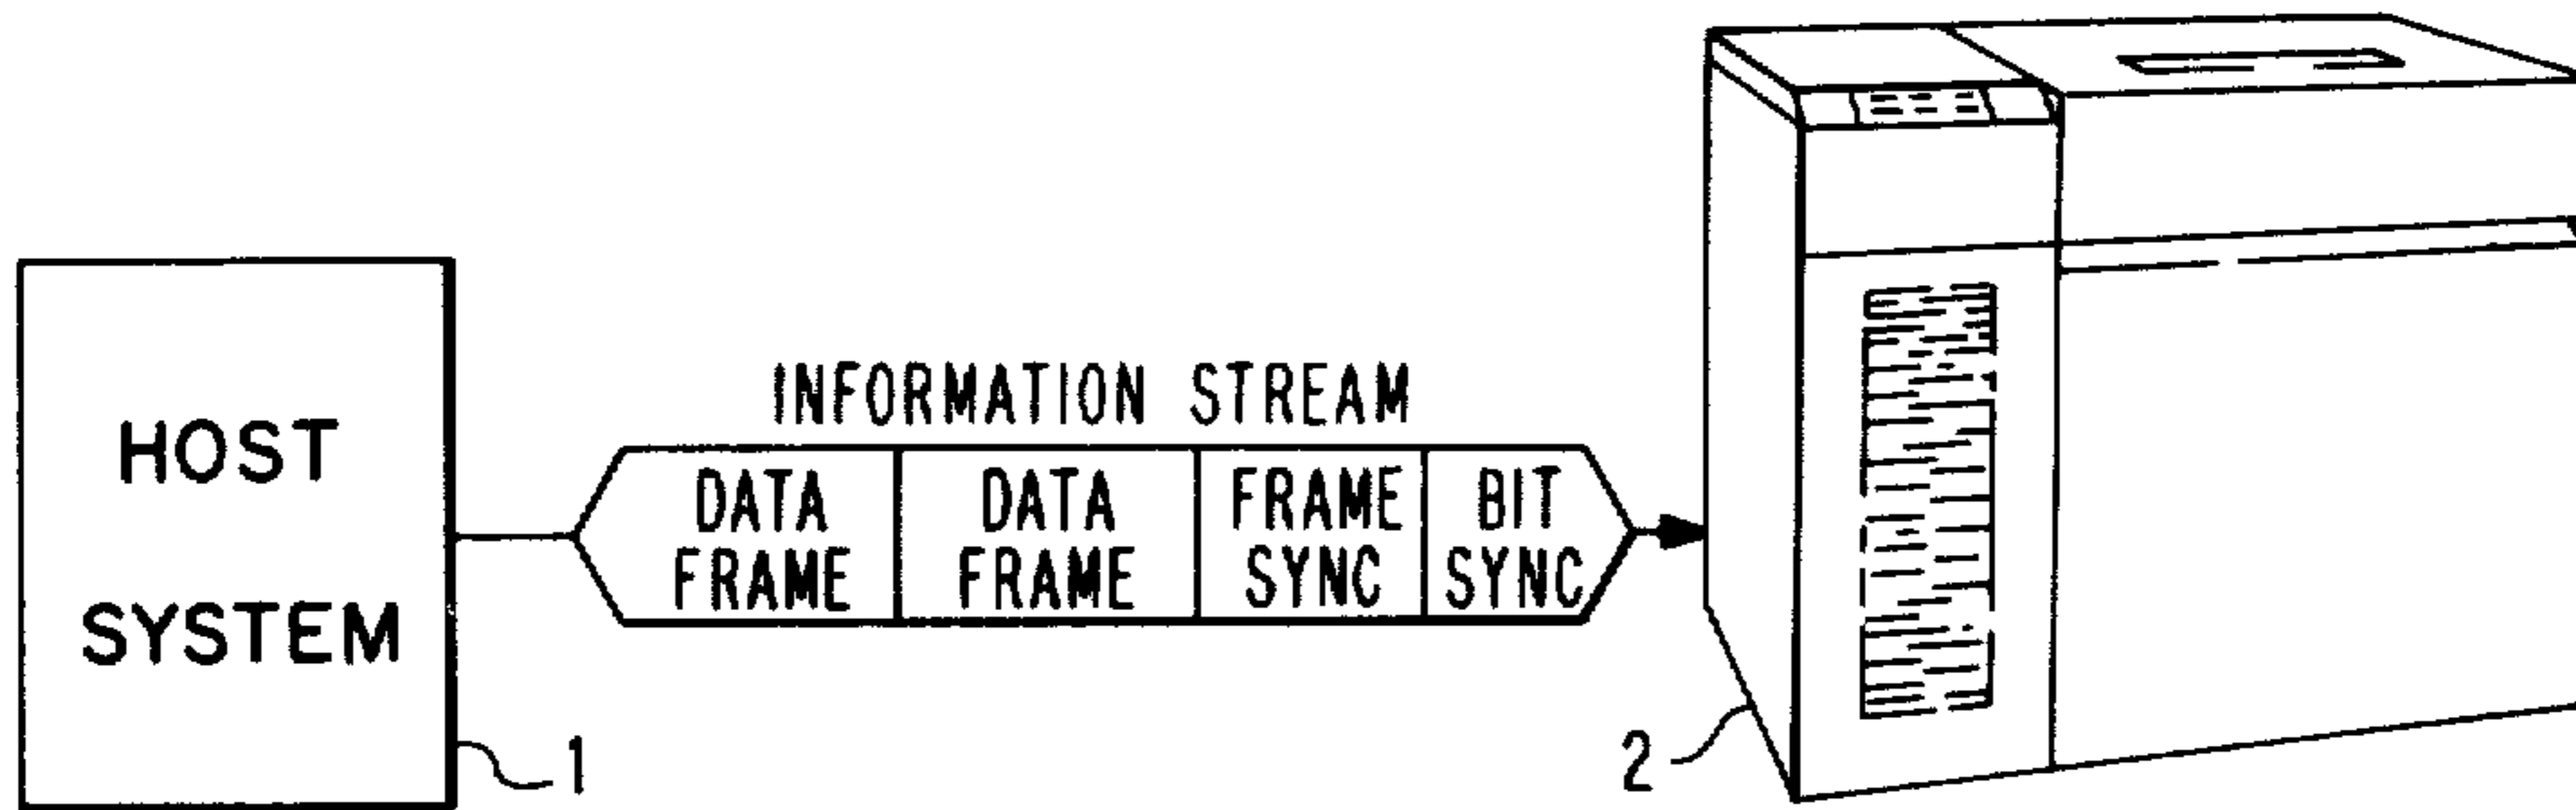 HOST
SYSTEM
1
INFORMATION STREAM
DATA FRAME
DATA FRAME
FRAME SYNC
BIT SYNC
2